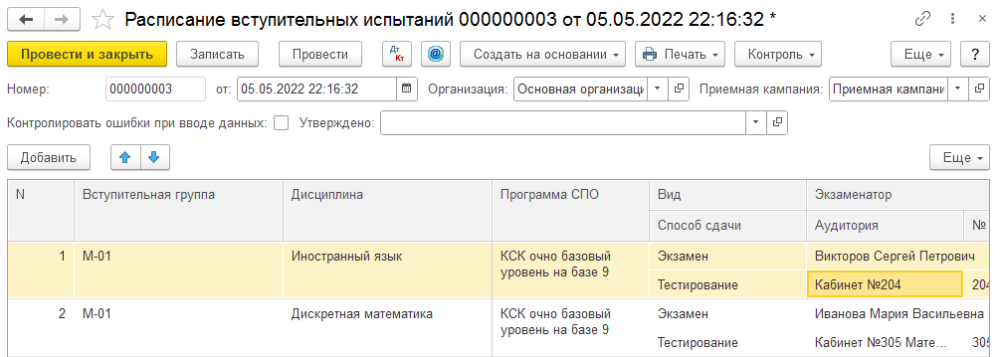 Расписание вступительных испытаний 000000003 от 05.05.2022 22:16:32 *
Провести и закрыть Записать Провести Дт Кт @ Создать на основании Печать Контроль Еще ?
Номер: 000000003 от: 05.05.2022 22:16:32 Организация: Основная организаци Приемная кампания: Приемная кампани
Контролировать ошибки при вводе данных: Утверждено:
Добавить Еще
N Вступительная группа Дисциплина Программа СПО Вид Экзаменатор
Способ сдачи Аудитория №
1 М-01 Иностранный язык КСК очно базовый Экзамен Викторов Сергей Петрович
уровень на базе 9
Тестирование Кабинет №204 204
2 М-01 Дискретная математика КСК очно базовый Экзамен Иванова Мария Васильевна
уровень на базе 9
Тестирование Кабинет №305 Мате... 305